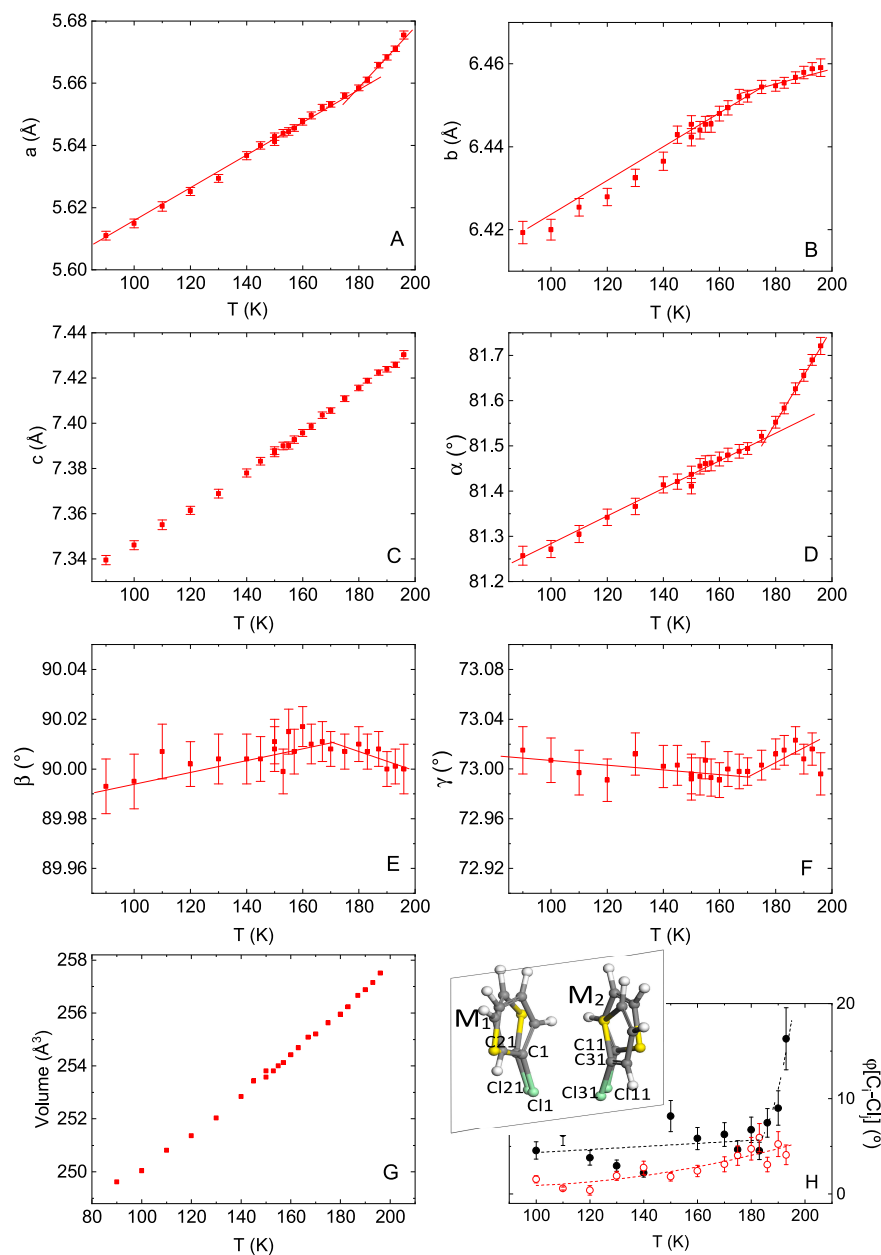 5.68
5.66
5.64
5.62
5.60
a (Å)
A
100 120 140 160 180 200
T (K)
6.46
6.44
6.42
b (Å)
B
100 120 140 160 180 200
T (K)
7.44
7.42
7.40
7.38
7.36
7.34
c (Å)
C
100 120 140 160 180 200
T (K)
81.7
81.6
81.5
81.4
81.3
81.2
α (°)
D
100 120 140 160 180 200
T (K)
90.04
90.02
90.00
89.98
89.96
β (°)
E
100 120 140 160 180 200
T (K)
73.08
73.04
73.00
72.96
72.92
γ (°)
F
100 120 140 160 180 200
T (K)
258
256
254
252
250
Volume (Å³)
G
80 100 120 140 160 180 200
T (K)
M₁
C21
C1
Cl21
Cl1
M₂
C11
C31
Cl31
Cl11
20
10
0
φ[Cᵢ-Clⱼ] (°)
H
100 120 140 160 180 200
T (K)